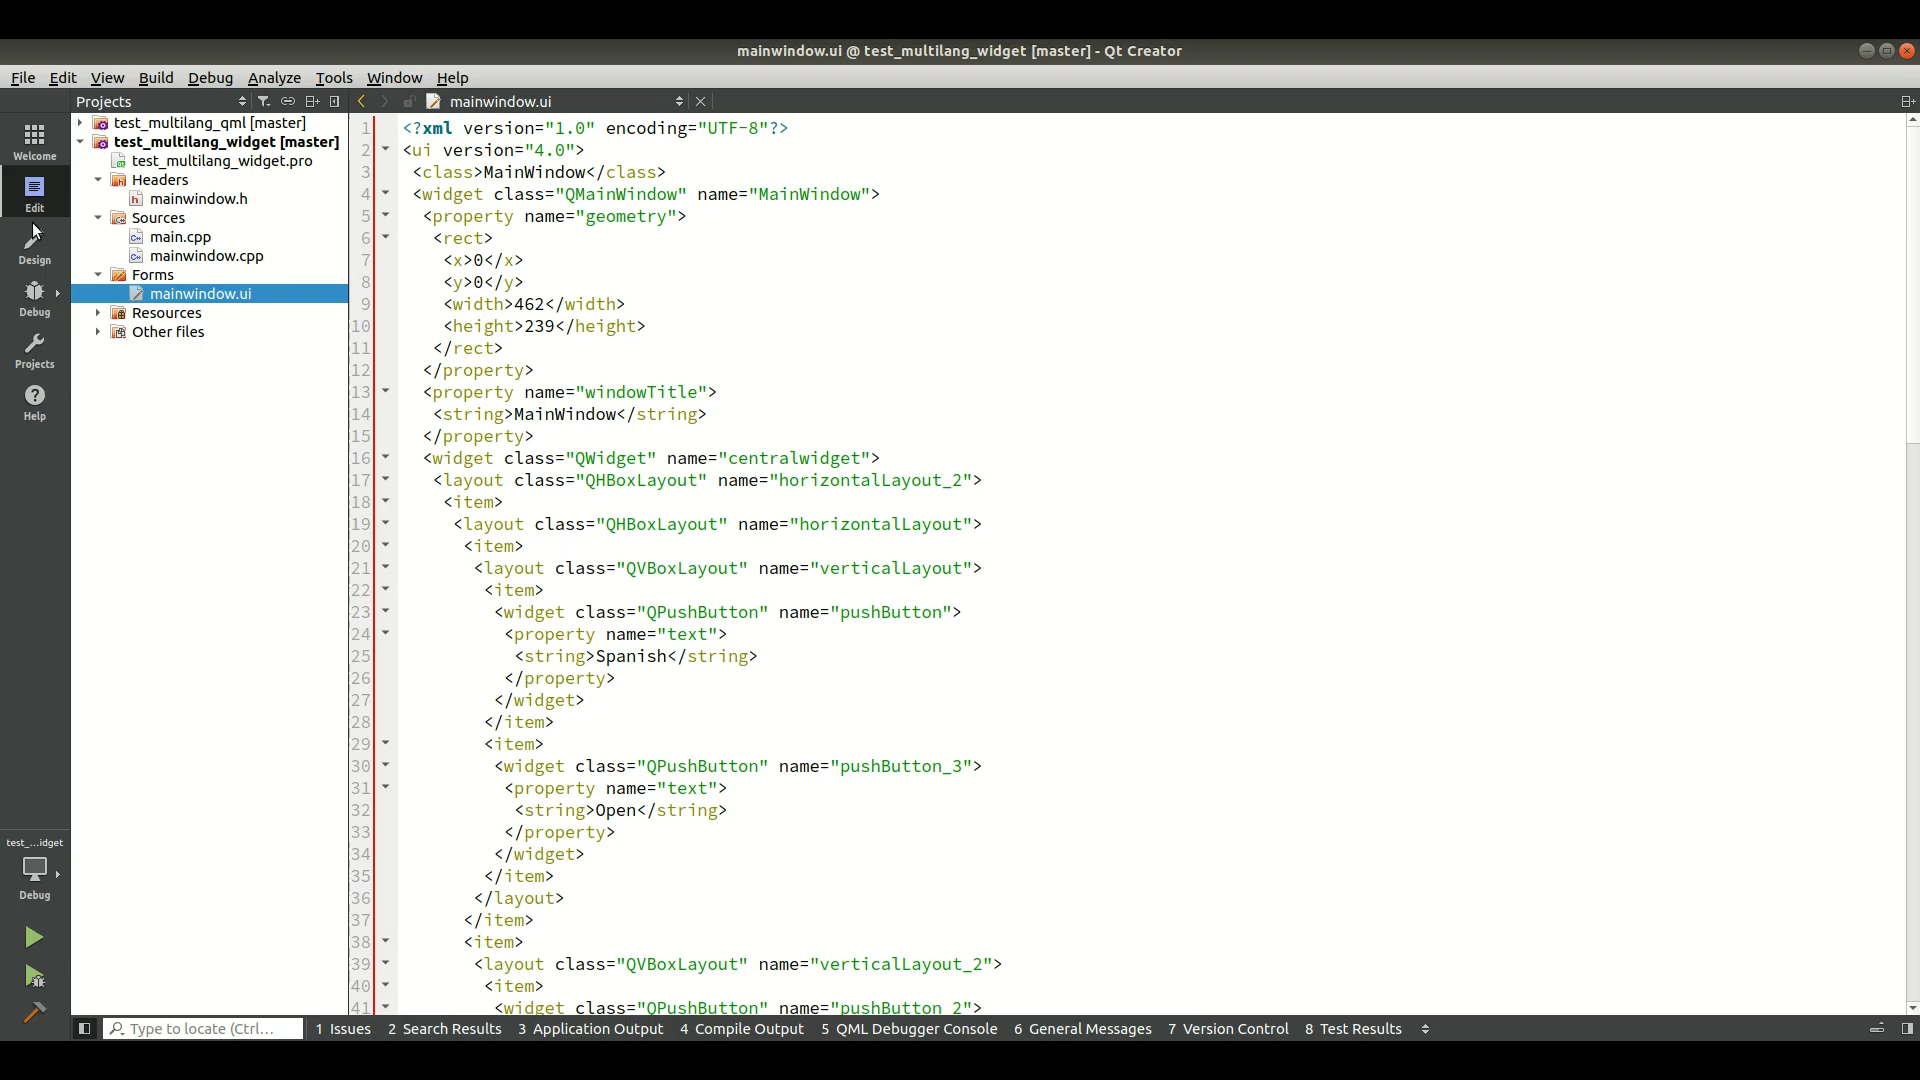 mainwindow.ui @ test_multilang_widget [master] - Qt Creator
File Edit View Build Debug Analyze Tools Window Help
Projects
mainwindow.ui
Welcome
Edit
Design
Debug
Projects
Help
test_...idget
Debug
test_multilang_qml [master]
test_multilang_widget [master]
test_multilang_widget.pro
Headers
mainwindow.h
Sources
main.cpp
mainwindow.cpp
Forms
mainwindow.ui
Resources
Other files
1 <?xml version="1.0" encoding="UTF-8"?>
2 <ui version="4.0">
3 <class>MainWindow</class>
4 <widget class="QMainWindow" name="MainWindow">
5 <property name="geometry">
6 <rect>
7 <x>0</x>
8 <y>0</y>
9 <width>462</width>
10 <height>239</height>
11 </rect>
12 </property>
13 <property name="windowTitle">
14 <string>MainWindow</string>
15 </property>
16 <widget class="QWidget" name="centralwidget">
17 <layout class="QHBoxLayout" name="horizontalLayout_2">
18 <item>
19 <layout class="QHBoxLayout" name="horizontalLayout">
20 <item>
21 <layout class="QVBoxLayout" name="verticalLayout">
22 <item>
23 <widget class="QPushButton" name="pushButton">
24 <property name="text">
25 <string>Spanish</string>
26 </property>
27 </widget>
28 </item>
29 <item>
30 <widget class="QPushButton" name="pushButton_3">
31 <property name="text">
32 <string>Open</string>
33 </property>
34 </widget>
35 </item>
36 </layout>
37 </item>
38 <item>
39 <layout class="QVBoxLayout" name="verticalLayout_2">
40 <item>
41 <widget class="QPushButton" name="pushButton_2">
Type to locate (Ctrl...
1 Issues 2 Search Results 3 Application Output 4 Compile Output 5 QML Debugger Console 6 General Messages 7 Version Control 8 Test Results